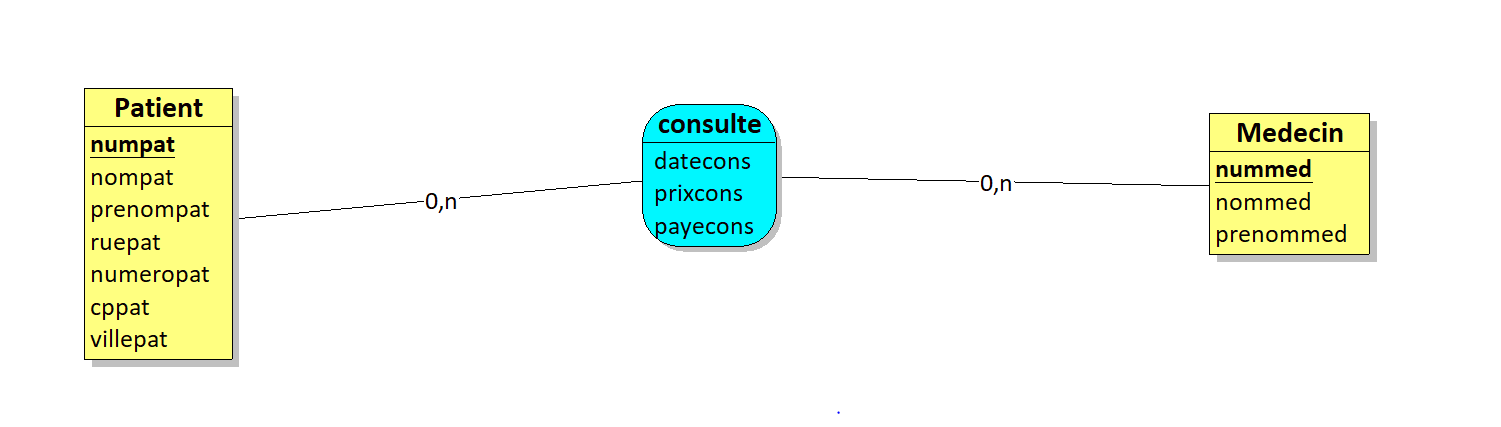 Patient
numpat
nompat
prenompat
ruepat
numeropat
cppat
villepat
0,n
consulte
datecons
prixcons
payecons
0,n
Medecin
nummed
nommed
prenommed